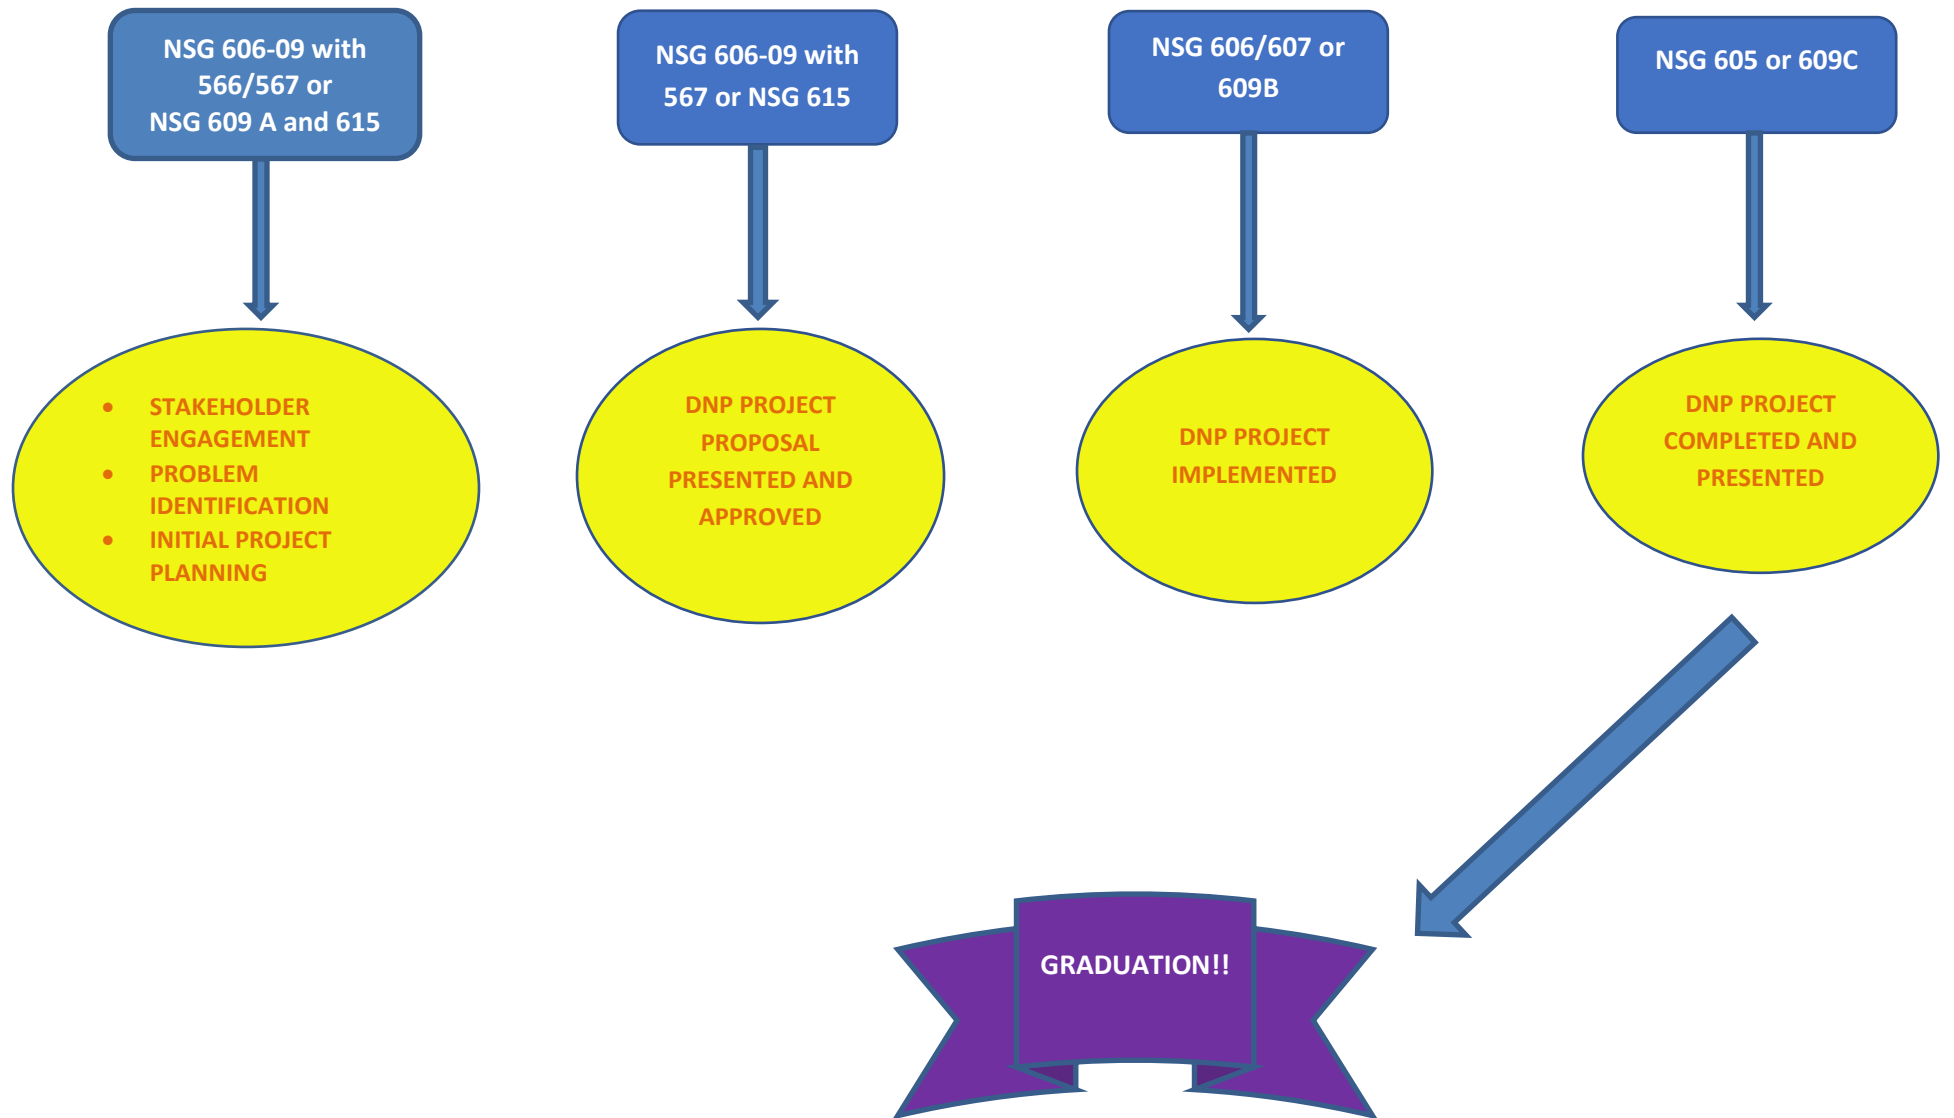 NSG 606-09 with
566/567 or
NSG 609 A and 615
NSG 606-09 with
567 or NSG 615
NSG 606/607 or
609B
NSG 605 or 609C
• STAKEHOLDER
ENGAGEMENT
• PROBLEM
IDENTIFICATION
• INITIAL PROJECT
PLANNING
DNP PROJECT
PROPOSAL
PRESENTED AND
APPROVED
DNP PROJECT
IMPLEMENTED
DNP PROJECT
COMPLETED AND
PRESENTED
GRADUATION!!